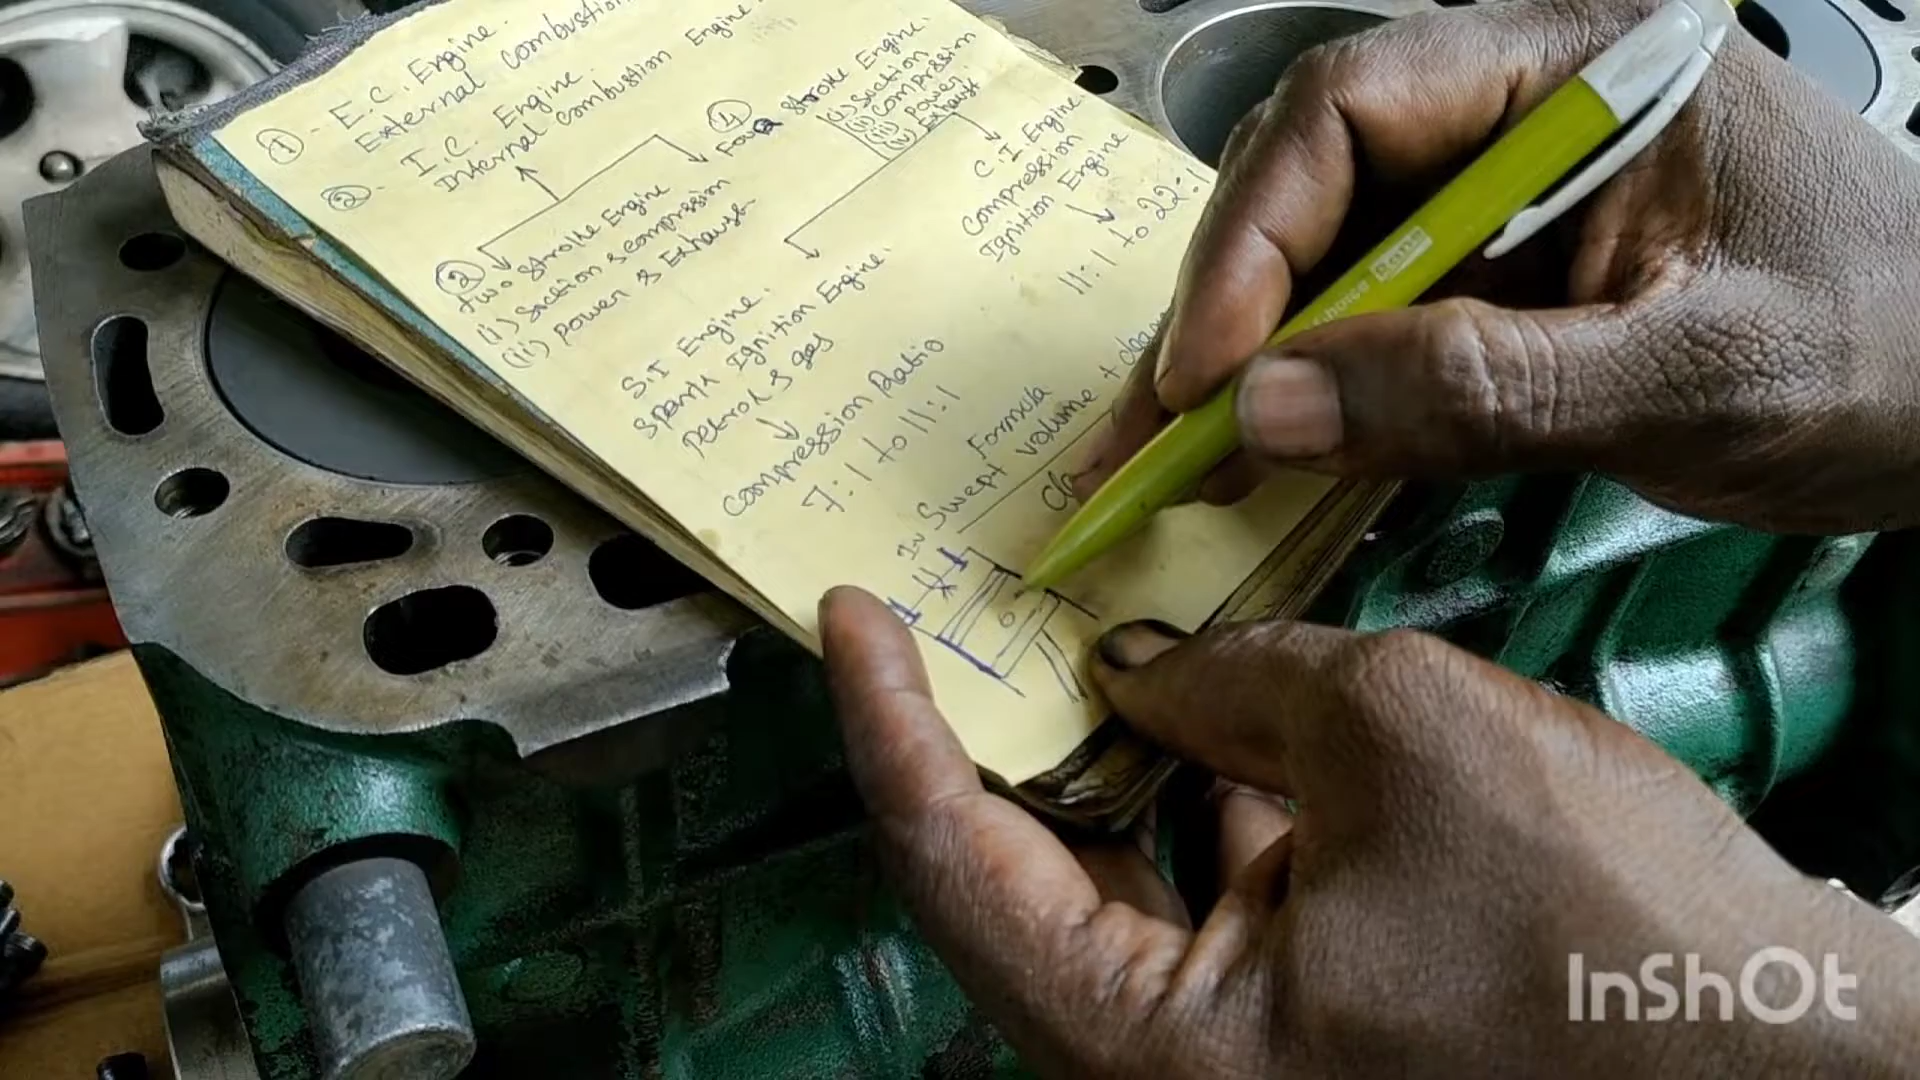 ① - E.C. Engine.
External Combustion
② - I.C. Engine.
Internal Combustion Engine.
②
two Stroke Engine
(i) Suction & compression
(ii) Power & Exhaust
④
Four Stroke Engine.
(i) Suction
(ii) Comprssion
(iii) Power
(iv) Exhaust
S.I Engine.
Spark Ignition Engine.
Petrol & gas
Compression Ratio
7:1 to 11:1
C.I. Engine.
Compression
Ignition Engine
11:1 to 22:1
Formula
Swept volume +
InShOt